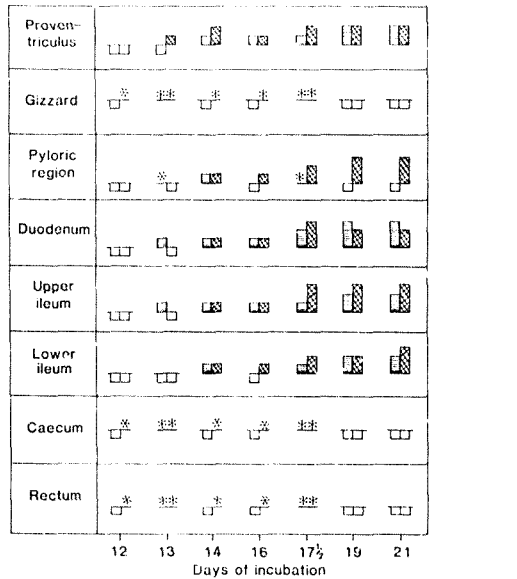 Proven-
triculus
Gizzard
Pyloric
region
Duodenum
Upper
ileum
Lower
ileum
Caecum
Rectum
12 13 14 16 17½ 19 21
Days of incubation